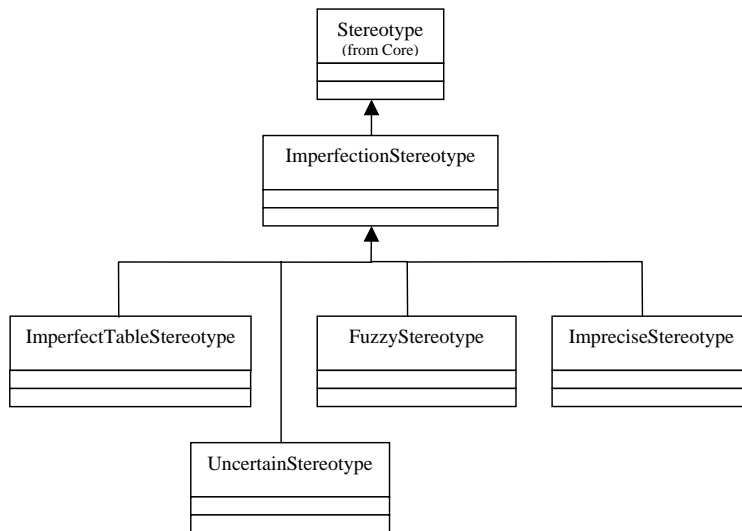 Stereotype
(from Core)
ImperfectionStereotype
ImperfectTableStereotype
FuzzyStereotype
ImpreciseStereotype
UncertainStereotype